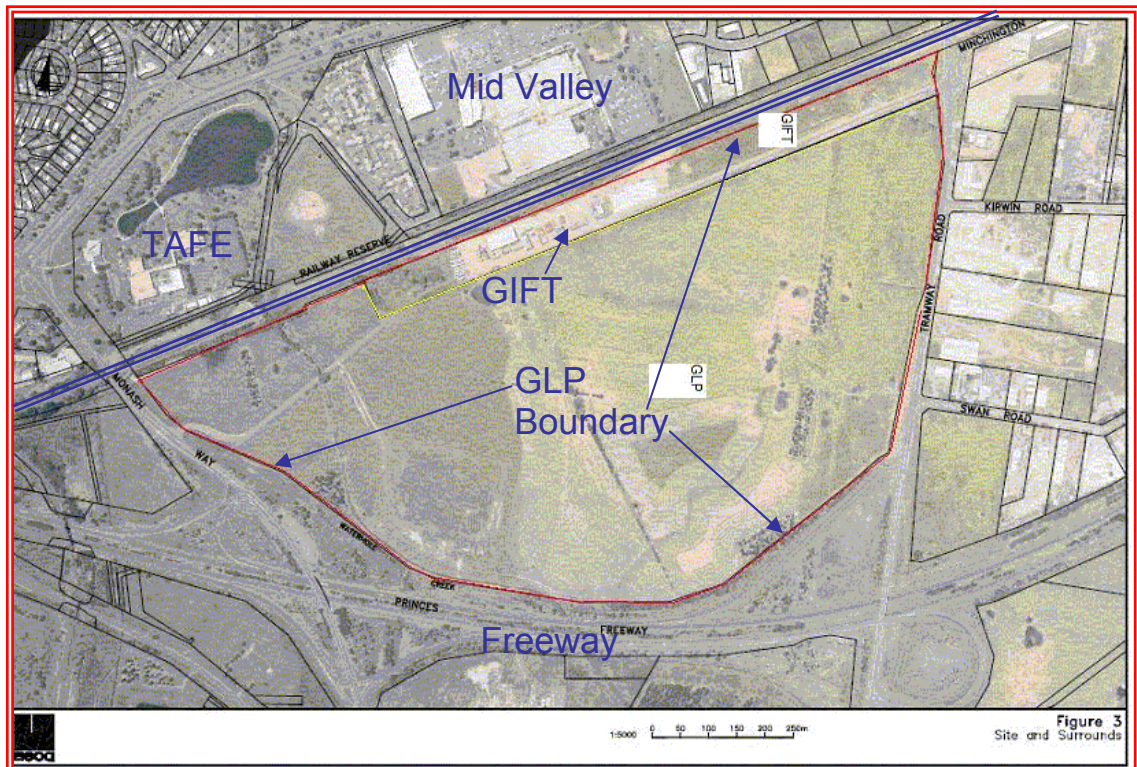 MINCHINGTON
Mid Valley
GIFT
KIRWIN ROAD
TAFE
RAILWAY RESERVE
ROAD
GIFT
TRAMWAY
GLP
GLP
Boundary
MONASH
SWAN ROAD
WAY
WATERHOLE
CREEK
PRINCES
FREEWAY
Freeway
1:5000 0 50 100 150 200 250m
Figure 3
Site and Surrounds